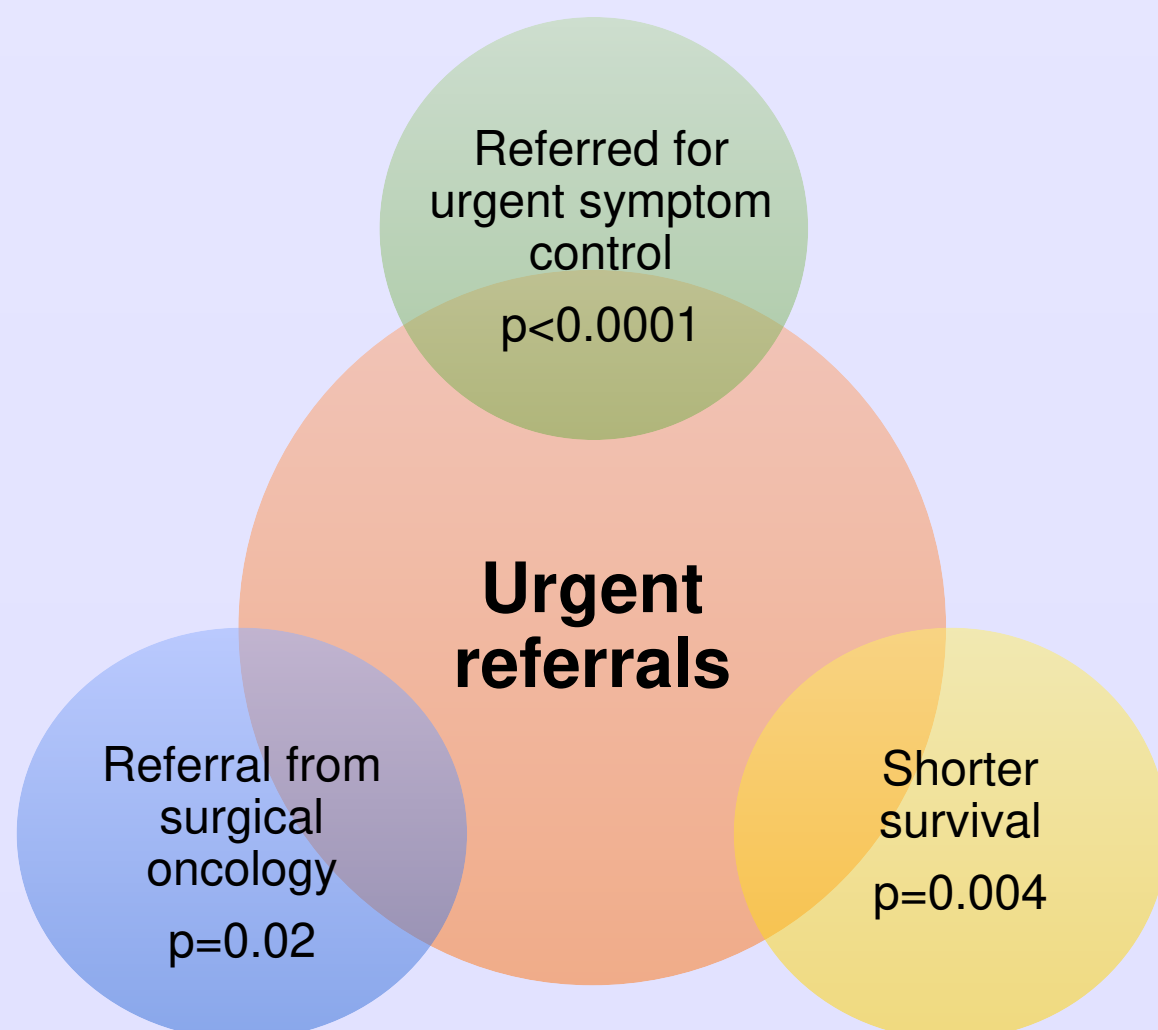 Referred for
urgent symptom
control
p<0.0001
Urgent
referrals
Referral from
surgical
oncology
p=0.02
Shorter
survival
p=0.004